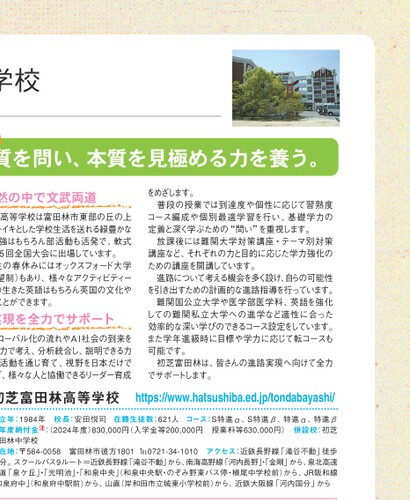 学校
質を問い、本質を見極める力を養う。
然の中で文武両道
高等学校は富田林市東部の丘の上
イキとした学校生活を送れる緑豊かな
強はもちろん部活動も活発で、軟式
5回全国大会に出場しています。
生の春休みにはオックスフォード大学
望制)もあり、様々なアクティビティー
の生きた英語はもちろん英国の文化や
ことができます。
実現を全力でサポート
ローバル化の流れやAI社会の到来を
力で考え、分析統合し、説明できる力
活動を通じ育て、視野を日本だけで
ず、様々な人と協働できるリーダー育成
をめざします。
普段の授業では到達度や個性に応じて習熟度
コース編成や個別最適学習を行い、基礎学力の
定着と深く学ぶための“問い”を重視します。
放課後には難関大学対策講座・テーマ別対策
講座など、それぞれの力と目的に応じた学力強化の
ための講座を開講しています。
進路について考える機会を多く設け、自らの可能性
を引き出すための計画的な進路指導を行っています。
難関国公立大学や医学部医学科、英語を強化
しての難関私立大学への進学など適性に合った
効率的な深い学びのできるコース設定をしています。
また学年進級時に目標や学力に応じて転コースも
可能です。
初芝富田林は、皆さんの進路実現へ向けて全力
でサポートします。
初芝富田林高等学校 https://www.hatsushiba.ed.jp/tondabayashi/
立年:1984年 校長:安田悦司 在籍生徒数:621人 コース:S特進α、S特進β、特進α、特進β
年度納付金:(2024年度)830,000円(入学金200,000円 授業料等630,000円) 併設校:初芝
田林中学校
在地:〒584-0058 富田林市彼方1801 ℡0721-34-1010 アクセス:近鉄長野線「滝谷不動」徒歩
分。スクールバス9ルート=近鉄長野線「滝谷不動」から、南海高野線「河内長野」・「金剛」から、泉北高速
道「泉ケ丘」・「光明池」・「和泉中央」(和泉中央駅・のぞみ野東バス停・横尾中学校前)から、JR阪和線
和泉府中」(和泉府中駅前)から、山直(岸和田市立城東小学校前)から、近鉄大阪線「河内国分」から